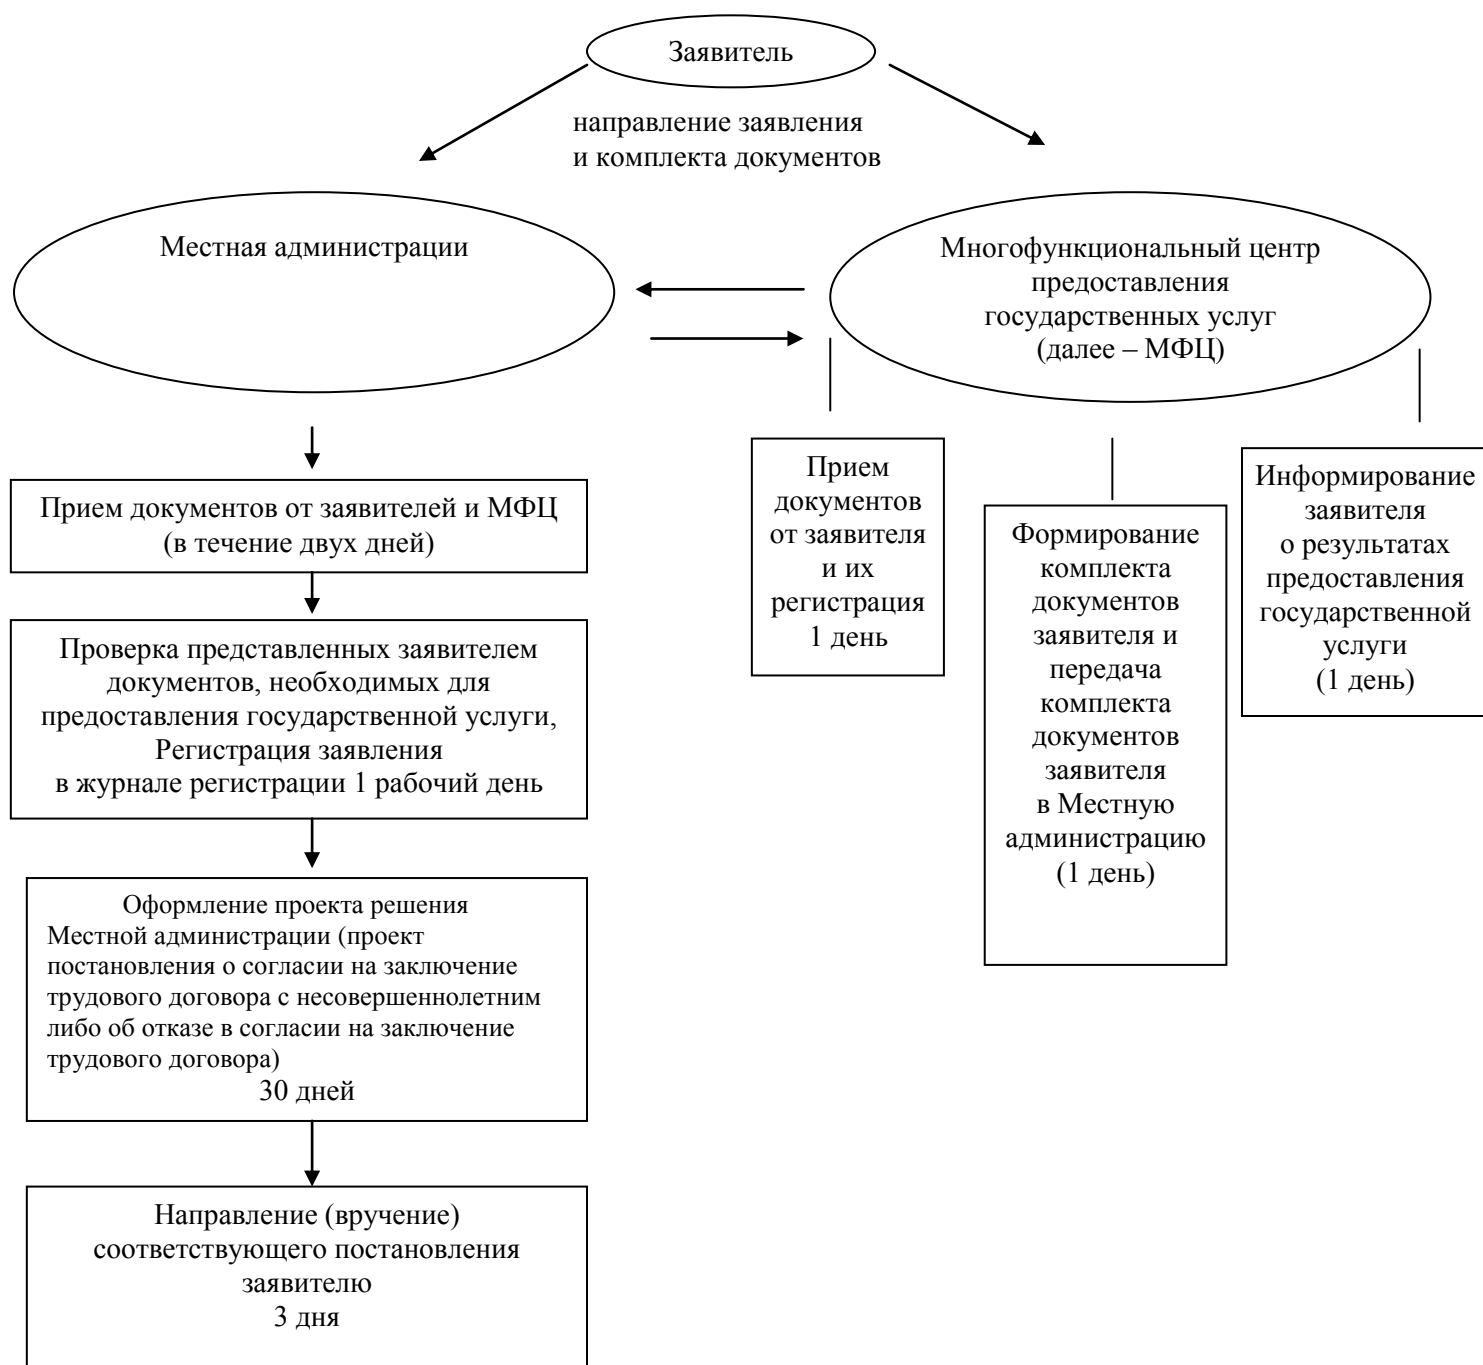 Заявитель
направление заявления
и комплекта документов
Местная администрации
Многофункциональный центр
предоставления
государственных услуг
(далее – МФЦ)
Прием документов от заявителей и МФЦ
(в течение двух дней)
Проверка представленных заявителем
документов, необходимых для
предоставления государственной услуги,
Регистрация заявления
в журнале регистрации 1 рабочий день
Оформление проекта решения
Местной администрации (проект
постановления о согласии на заключение
трудового договора с несовершеннолетним
либо об отказе в согласии на заключение
трудового договора)
30 дней
Направление (вручение)
соответствующего постановления
заявителю
3 дня
Прием
документов
от заявителя
и их
регистрация
1 день
Формирование
комплекта
документов
заявителя и
передача
комплекта
документов
заявителя
в Местную
администрацию
(1 день)
Информирование
заявителя
о результатах
предоставления
государственной
услуги
(1 день)